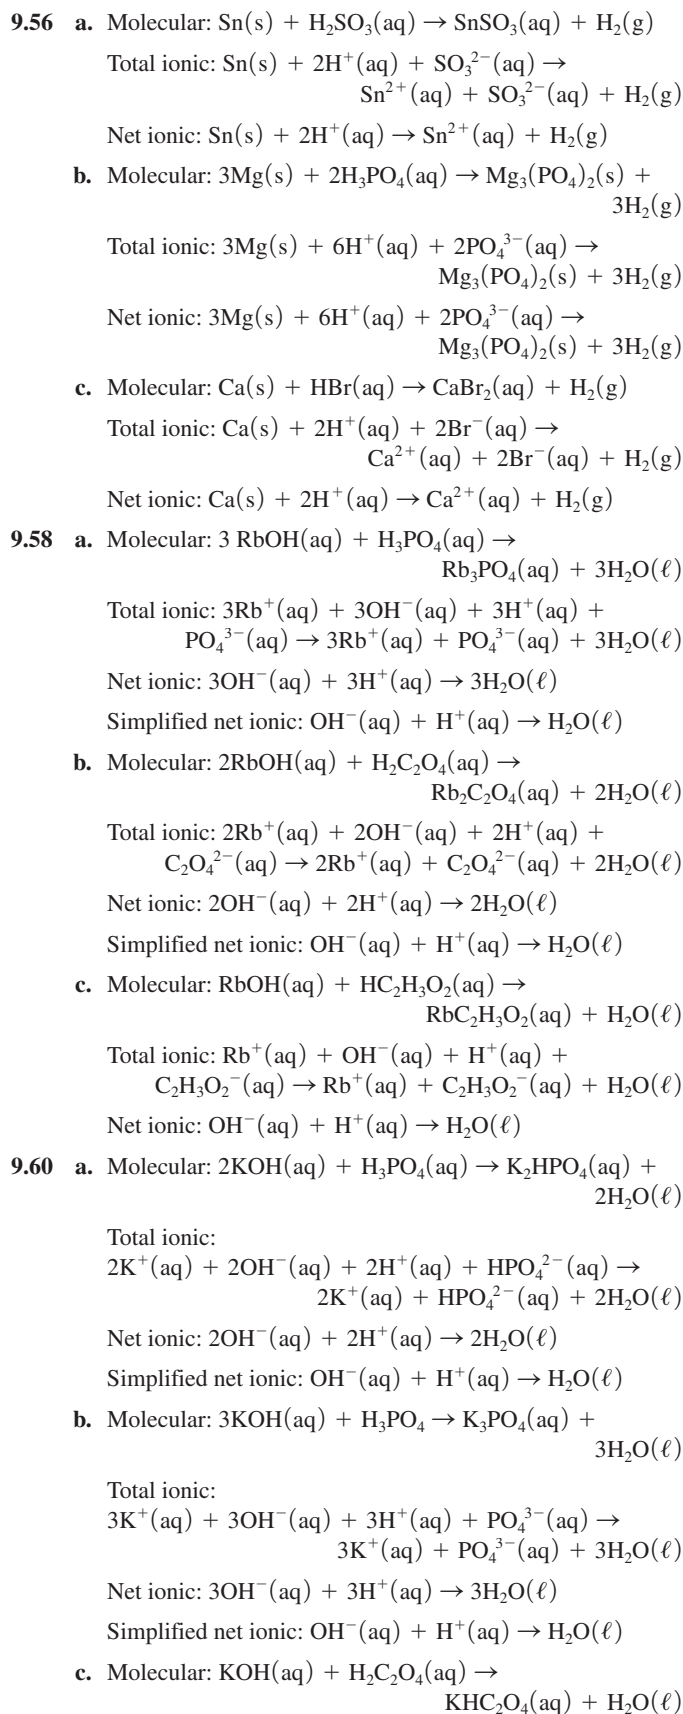 9.56 a. Molecular: Sn(s) + H₂SO₃(aq) → SnSO₃(aq) + H₂(g)
Total ionic: Sn(s) + 2H⁺(aq) + SO₃²⁻(aq) →
Sn²⁺(aq) + SO₃²⁻(aq) + H₂(g)
Net ionic: Sn(s) + 2H⁺(aq) → Sn²⁺(aq) + H₂(g)
b. Molecular: 3Mg(s) + 2H₃PO₄(aq) → Mg₃(PO₄)₂(s) +
3H₂(g)
Total ionic: 3Mg(s) + 6H⁺(aq) + 2PO₄³⁻(aq) →
Mg₃(PO₄)₂(s) + 3H₂(g)
Net ionic: 3Mg(s) + 6H⁺(aq) + 2PO₄³⁻(aq) →
Mg₃(PO₄)₂(s) + 3H₂(g)
c. Molecular: Ca(s) + HBr(aq) → CaBr₂(aq) + H₂(g)
Total ionic: Ca(s) + 2H⁺(aq) + 2Br⁻(aq) →
Ca²⁺(aq) + 2Br⁻(aq) + H₂(g)
Net ionic: Ca(s) + 2H⁺(aq) → Ca²⁺(aq) + H₂(g)
9.58 a. Molecular: 3 RbOH(aq) + H₃PO₄(aq) →
Rb₃PO₄(aq) + 3H₂O(ℓ)
Total ionic: 3Rb⁺(aq) + 3OH⁻(aq) + 3H⁺(aq) +
PO₄³⁻(aq) → 3Rb⁺(aq) + PO₄³⁻(aq) + 3H₂O(ℓ)
Net ionic: 3OH⁻(aq) + 3H⁺(aq) → 3H₂O(ℓ)
Simplified net ionic: OH⁻(aq) + H⁺(aq) → H₂O(ℓ)
b. Molecular: 2RbOH(aq) + H₂C₂O₄(aq) →
Rb₂C₂O₄(aq) + 2H₂O(ℓ)
Total ionic: 2Rb⁺(aq) + 2OH⁻(aq) + 2H⁺(aq) +
C₂O₄²⁻(aq) → 2Rb⁺(aq) + C₂O₄²⁻(aq) + 2H₂O(ℓ)
Net ionic: 2OH⁻(aq) + 2H⁺(aq) → 2H₂O(ℓ)
Simplified net ionic: OH⁻(aq) + H⁺(aq) → H₂O(ℓ)
c. Molecular: RbOH(aq) + HC₂H₃O₂(aq) →
RbC₂H₃O₂(aq) + H₂O(ℓ)
Total ionic: Rb⁺(aq) + OH⁻(aq) + H⁺(aq) +
C₂H₃O₂⁻(aq) → Rb⁺(aq) + C₂H₃O₂⁻(aq) + H₂O(ℓ)
Net ionic: OH⁻(aq) + H⁺(aq) → H₂O(ℓ)
9.60 a. Molecular: 2KOH(aq) + H₃PO₄(aq) → K₂HPO₄(aq) +
2H₂O(ℓ)
Total ionic:
2K⁺(aq) + 2OH⁻(aq) + 2H⁺(aq) + HPO₄²⁻(aq) →
2K⁺(aq) + HPO₄²⁻(aq) + 2H₂O(ℓ)
Net ionic: 2OH⁻(aq) + 2H⁺(aq) → 2H₂O(ℓ)
Simplified net ionic: OH⁻(aq) + H⁺(aq) → H₂O(ℓ)
b. Molecular: 3KOH(aq) + H₃PO₄ → K₃PO₄(aq) +
3H₂O(ℓ)
Total ionic:
3K⁺(aq) + 3OH⁻(aq) + 3H⁺(aq) + PO₄³⁻(aq) →
3K⁺(aq) + PO₄³⁻(aq) + 3H₂O(ℓ)
Net ionic: 3OH⁻(aq) + 3H⁺(aq) → 3H₂O(ℓ)
Simplified net ionic: OH⁻(aq) + H⁺(aq) → H₂O(ℓ)
c. Molecular: KOH(aq) + H₂C₂O₄(aq) →
KHC₂O₄(aq) + H₂O(ℓ)